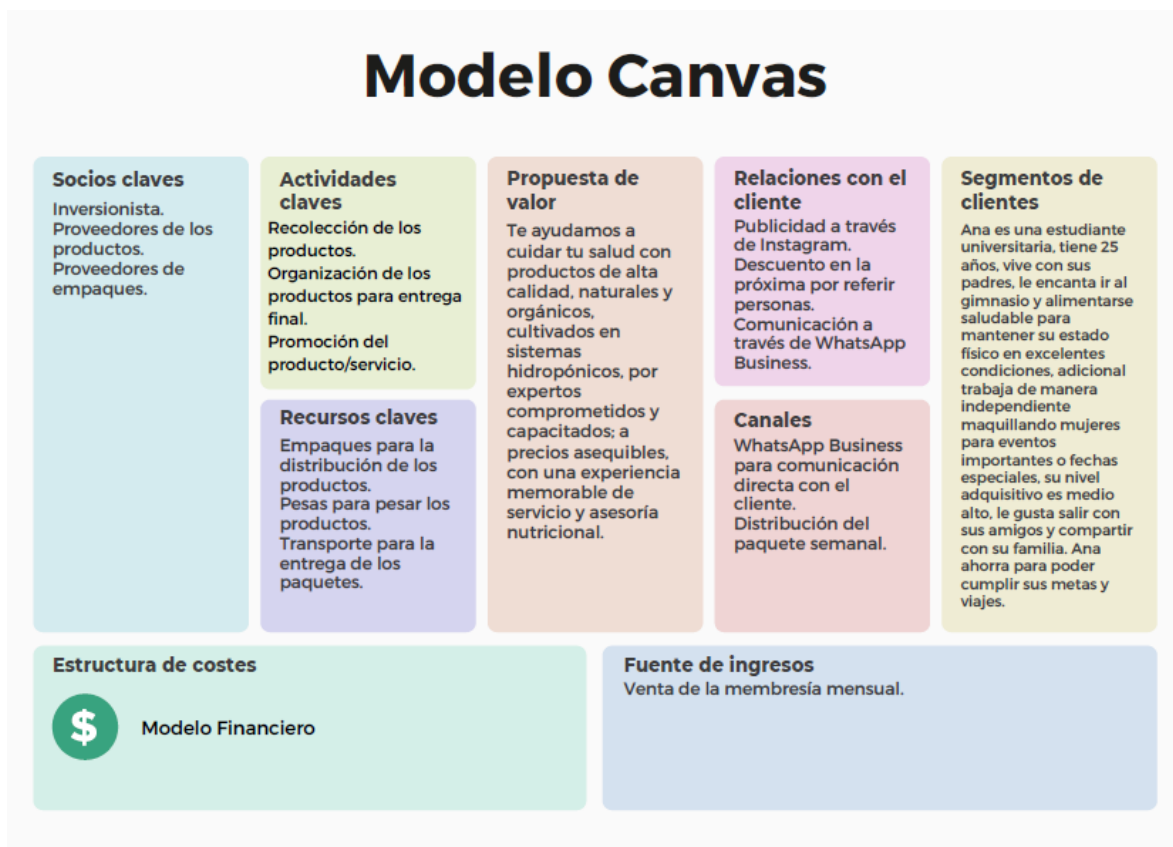 Modelo Canvas
Socios claves
Inversionista.
Proveedores de los
productos.
Proveedores de
empaques.
Actividades
claves
Recolección de los
productos.
Organización de los
productos para entrega
final.
Promoción del
producto/servicio.
Recursos claves
Empaques para la
distribución de los
productos.
Pesas para pesar los
productos.
Transporte para la
entrega de los
paquetes.
Propuesta de
valor
Te ayudamos a
cuidar tu salud con
productos de alta
calidad, naturales y
orgánicos,
cultivados en
sistemas
hidropónicos, por
expertos
comprometidos y
capacitados; a
precios asequibles,
con una experiencia
memorable de
servicio y asesoría
nutricional.
Relaciones con el
cliente
Publicidad a través
de Instagram.
Descuento en la
próxima por referir
personas.
Comunicación a
través de WhatsApp
Business.
Canales
WhatsApp Business
para comunicación
directa con el
cliente.
Distribución del
paquete semanal.
Segmentos de
clientes
Ana es una estudiante
universitaria, tiene 25
años, vive con sus
padres, le encanta ir al
gimnasio y alimentarse
saludable para
mantener su estado
físico en excelentes
condiciones, adicional
trabaja de manera
independiente
maquillando mujeres
para eventos
importantes o fechas
especiales, su nivel
adquisitivo es medio
alto, le gusta salir con
sus amigos y compartir
con su familia. Ana
ahorra para poder
cumplir sus metas y
viajes.
Estructura de costes
$
Modelo Financiero
Fuente de ingresos
Venta de la membresía mensual.